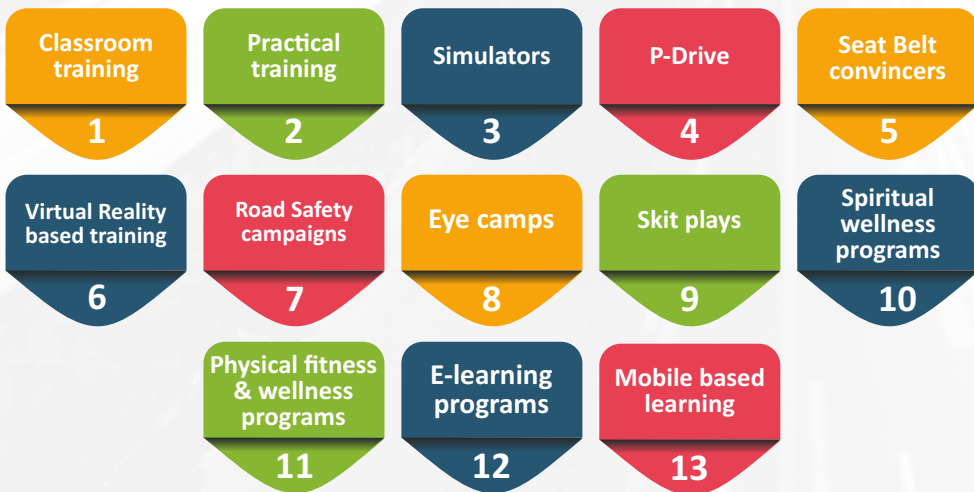 Classroom
training
1
Practical
training
2
Simulators
3
P-Drive
4
Seat Belt
convincers
5
Virtual Reality
based training
6
Road Safety
campaigns
7
Eye camps
8
Skit plays
9
Spiritual
wellness
programs
10
Physical fitness
& wellness
programs
11
E-learning
programs
12
Mobile based
learning
13